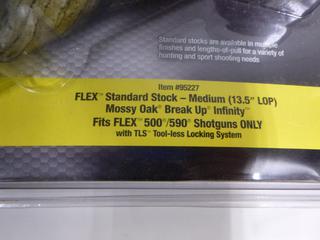 Standard stocks are available in multiple
finishes and lengths-of-pull for a variety of
hunting and sport shooting needs
Item #95227
FLEX™ Standard Stock – Medium (13.5" LOP)
Mossy Oak® Break Up® Infinity™
Fits FLEX™ 500®/590® Shotguns ONLY
with TLS™ Tool-less Locking System